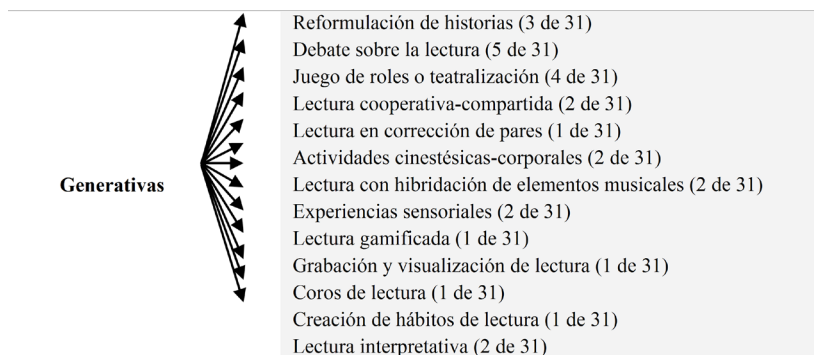 Reformulación de historias (3 de 31)
Debate sobre la lectura (5 de 31)
Juego de roles o teatralización (4 de 31)
Lectura cooperativa-compartida (2 de 31)
Lectura en corrección de pares (1 de 31)
Actividades cinestésicas-corporales (2 de 31)
Generativas
Lectura con hibridación de elementos musicales (2 de 31)
Experiencias sensoriales (2 de 31)
Lectura gamificada (1 de 31)
Grabación y visualización de lectura (1 de 31)
Coros de lectura (1 de 31)
Creación de hábitos de lectura (1 de 31)
Lectura interpretativa (2 de 31)